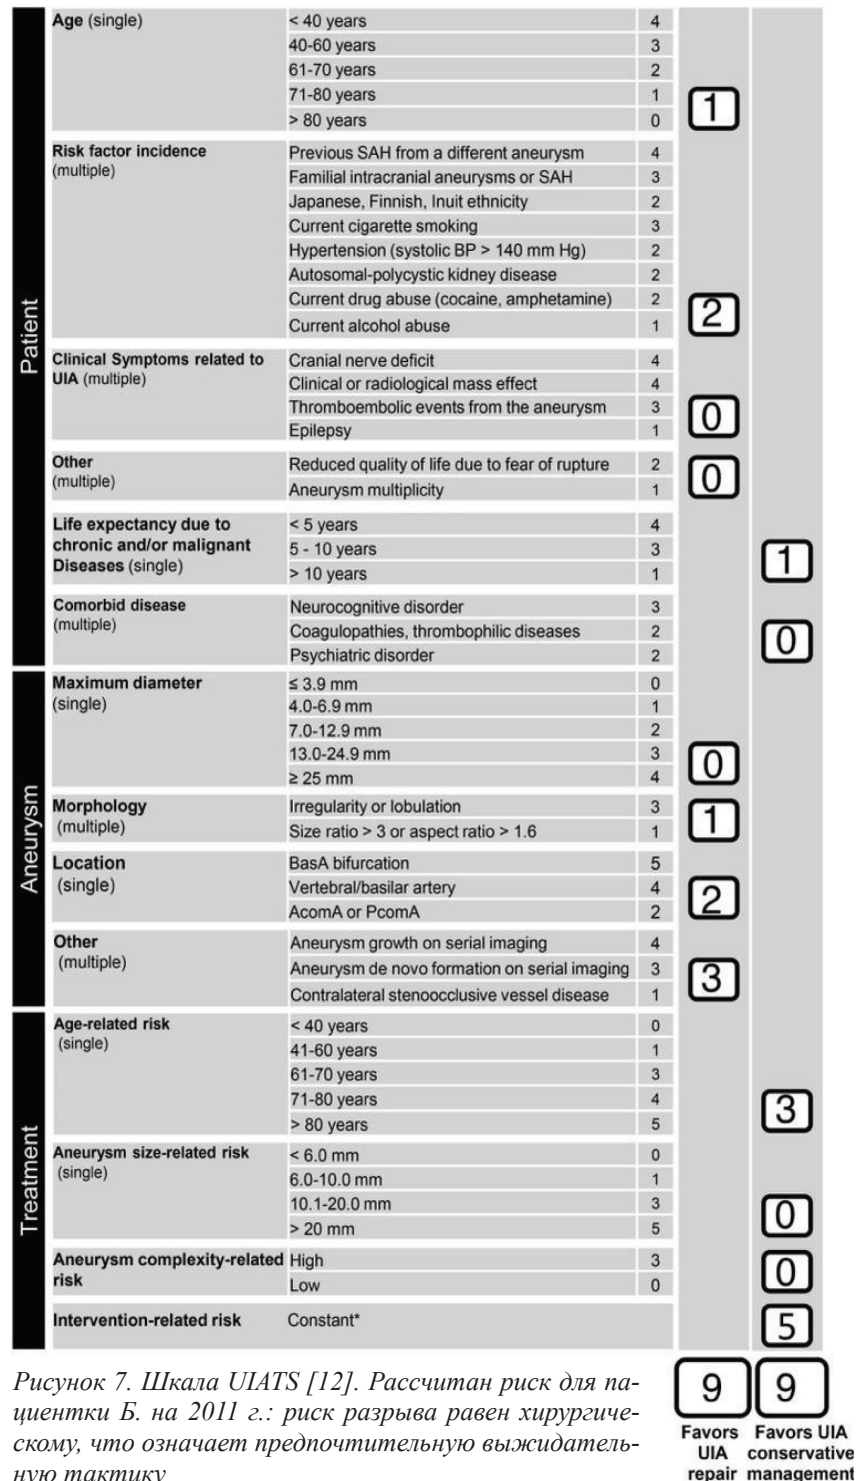 Patient
Age (single)
< 40 years 4
40-60 years 3
61-70 years 2
71-80 years 1
> 80 years 0
1
Risk factor incidence
(multiple)
Previous SAH from a different aneurysm 4
Familial intracranial aneurysms or SAH 3
Japanese, Finnish, Inuit ethnicity 2
Current cigarette smoking 3
Hypertension (systolic BP > 140 mm Hg) 2
Autosomal-polycystic kidney disease 2
Current drug abuse (cocaine, amphetamine) 2
Current alcohol abuse 1
2
Clinical Symptoms related to
UIA (multiple)
Cranial nerve deficit 4
Clinical or radiological mass effect 4
Thromboembolic events from the aneurysm 3
Epilepsy 1
0
Other
(multiple)
Reduced quality of life due to fear of rupture 2
Aneurysm multiplicity 1
0
Life expectancy due to
chronic and/or malignant
Diseases (single)
< 5 years 4
5 - 10 years 3
> 10 years 1
1
Comorbid disease
(multiple)
Neurocognitive disorder 3
Coagulopathies, thrombophilic diseases 2
Psychiatric disorder 2
0
Aneurysm
Maximum diameter
(single)
≤ 3.9 mm 0
4.0-6.9 mm 1
7.0-12.9 mm 2
13.0-24.9 mm 3
≥ 25 mm 4
0
Morphology
(multiple)
Irregularity or lobulation 3
Size ratio > 3 or aspect ratio > 1.6 1
1
Location
(single)
BasA bifurcation 5
Vertebral/basilar artery 4
AcomA or PcomA 2
2
Other
(multiple)
Aneurysm growth on serial imaging 4
Aneurysm de novo formation on serial imaging 3
Contralateral stenoocclusive vessel disease 1
3
Treatment
Age-related risk
(single)
< 40 years 0
41-60 years 1
61-70 years 3
71-80 years 4
> 80 years 5
3
Aneurysm size-related risk
(single)
< 6.0 mm 0
6.0-10.0 mm 1
10.1-20.0 mm 3
> 20 mm 5
0
Aneurysm complexity-related
risk
High 3
Low 0
0
Intervention-related risk Constant*
5
9 9
Favors
UIA
repair
Favors UIA
conservative
management
Рисунок 7. Шкала UIATS [12]. Рассчитан риск для па-
циентки Б. на 2011 г.: риск разрыва равен хирургиче-
скому, что означает предпочтительную выжидатель-
ную тактику